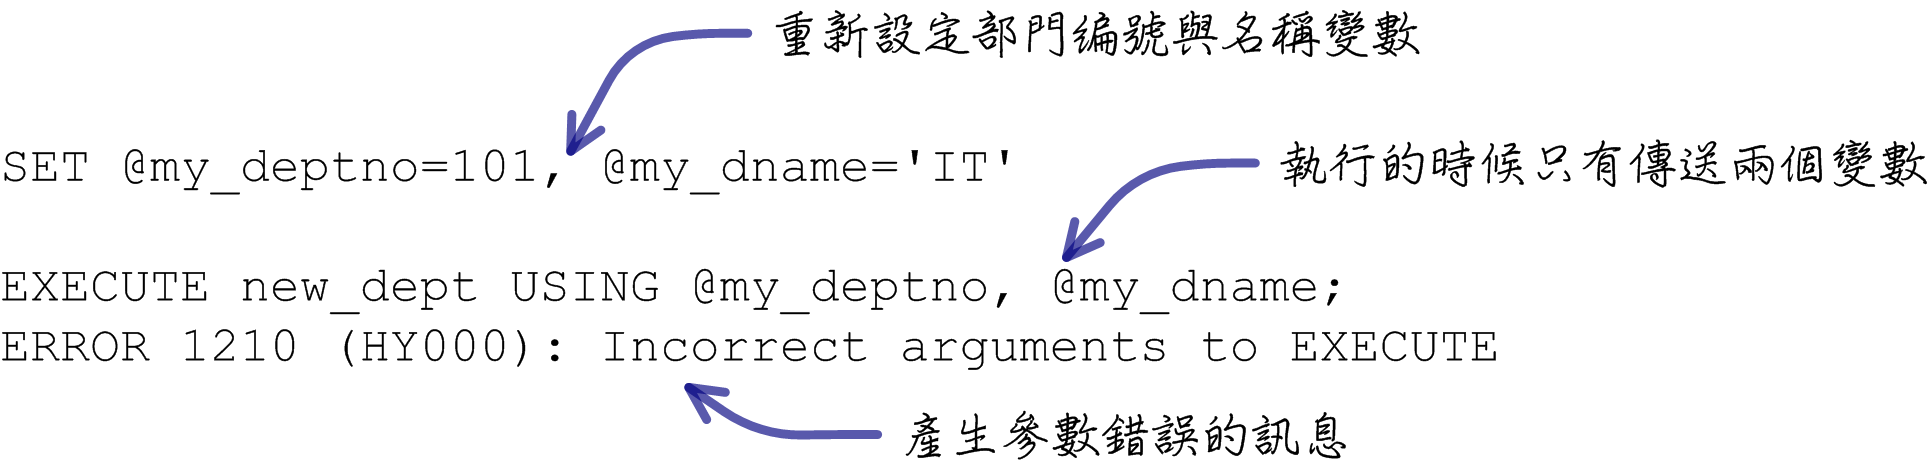 重新設定部門編號與名稱變數
SET @my_deptno=101, @my_dname='IT'
執行的時候只有傳送兩個變數
EXECUTE new_dept USING @my_deptno, @my_dname;
ERROR 1210 (HY000): Incorrect arguments to EXECUTE
產生參數錯誤的訊息